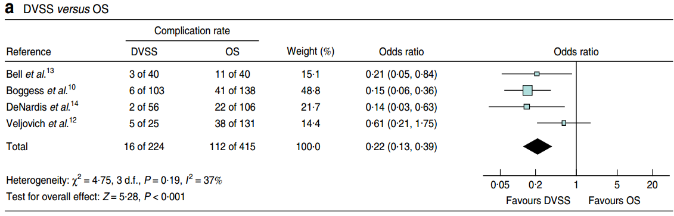 a DVSS versus OS
Complication rate
Reference DVSS OS Weight (%) Odds ratio Odds ratio
Bell et al.13 3 of 40 11 of 40 15·1 0·21 (0·05, 0·84)
Boggess et al.10 6 of 103 41 of 138 48·8 0·15 (0·06, 0·36)
DeNardis et al.14 2 of 56 22 of 106 21·7 0·14 (0·03, 0·63)
Veljovich et al.12 5 of 25 38 of 131 14·4 0·61 (0·21, 1·75)
Total 16 of 224 112 of 415 100·0 0·22 (0·13, 0·39)
Heterogeneity: χ2 = 4·75, 3 d.f., P = 0·19, I2 = 37%
Test for overall effect: Z = 5·28, P < 0·001
0·05 0·2 1 5 20
Favours DVSS Favours OS